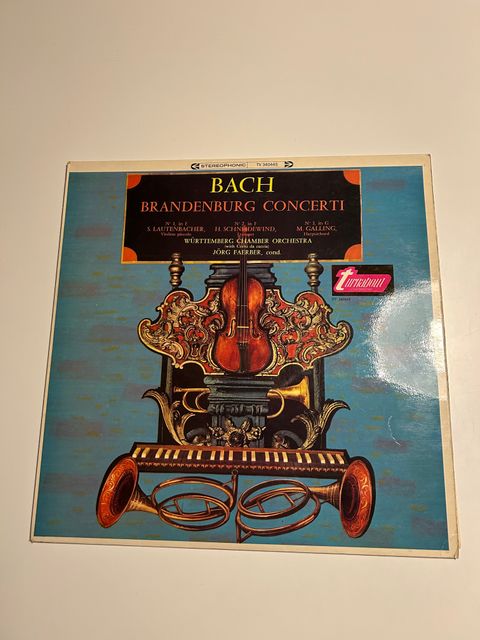 STEREOPHONIC TV 34044S
BACH
BRANDENBURG CONCERTI
Nº 1, in F Nº 2, in F Nº 3, in G
S. LAUTENBACHER, H. SCHNEIDEWIND, M. GALLING,
Violino piccolo Trumpet Harpsichord
WÜRTTEMBERG CHAMBER ORCHESTRA
(with Corni da caccia)
JÖRG FAERBER, cond.
turnabout